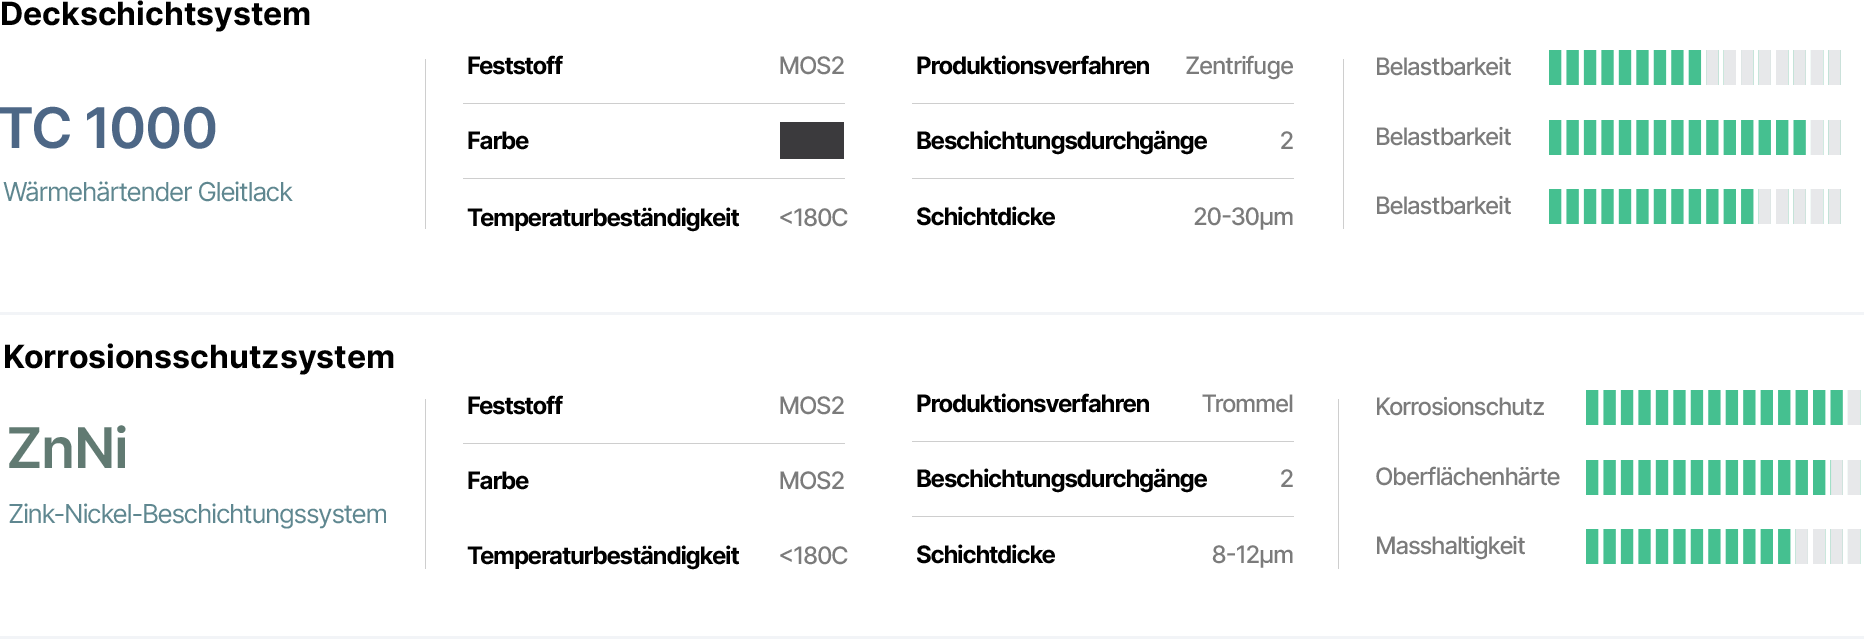 Deckschichtsystem
TC 1000
Wärmehärtender Gleitlack
Feststoff MOS2
Farbe
Temperaturbeständigkeit <180C
Produktionsverfahren Zentrifuge
Beschichtungsdurchgänge 2
Schichtdicke 20-30µm
Belastbarkeit
Belastbarkeit
Belastbarkeit
Korrosionsschutzsystem
ZnNi
Zink-Nickel-Beschichtungssystem
Feststoff MOS2
Farbe MOS2
Temperaturbeständigkeit <180C
Produktionsverfahren Trommel
Beschichtungsdurchgänge 2
Schichtdicke 8-12µm
Korrosionschutz
Oberflächenhärte
Masshaltigkeit